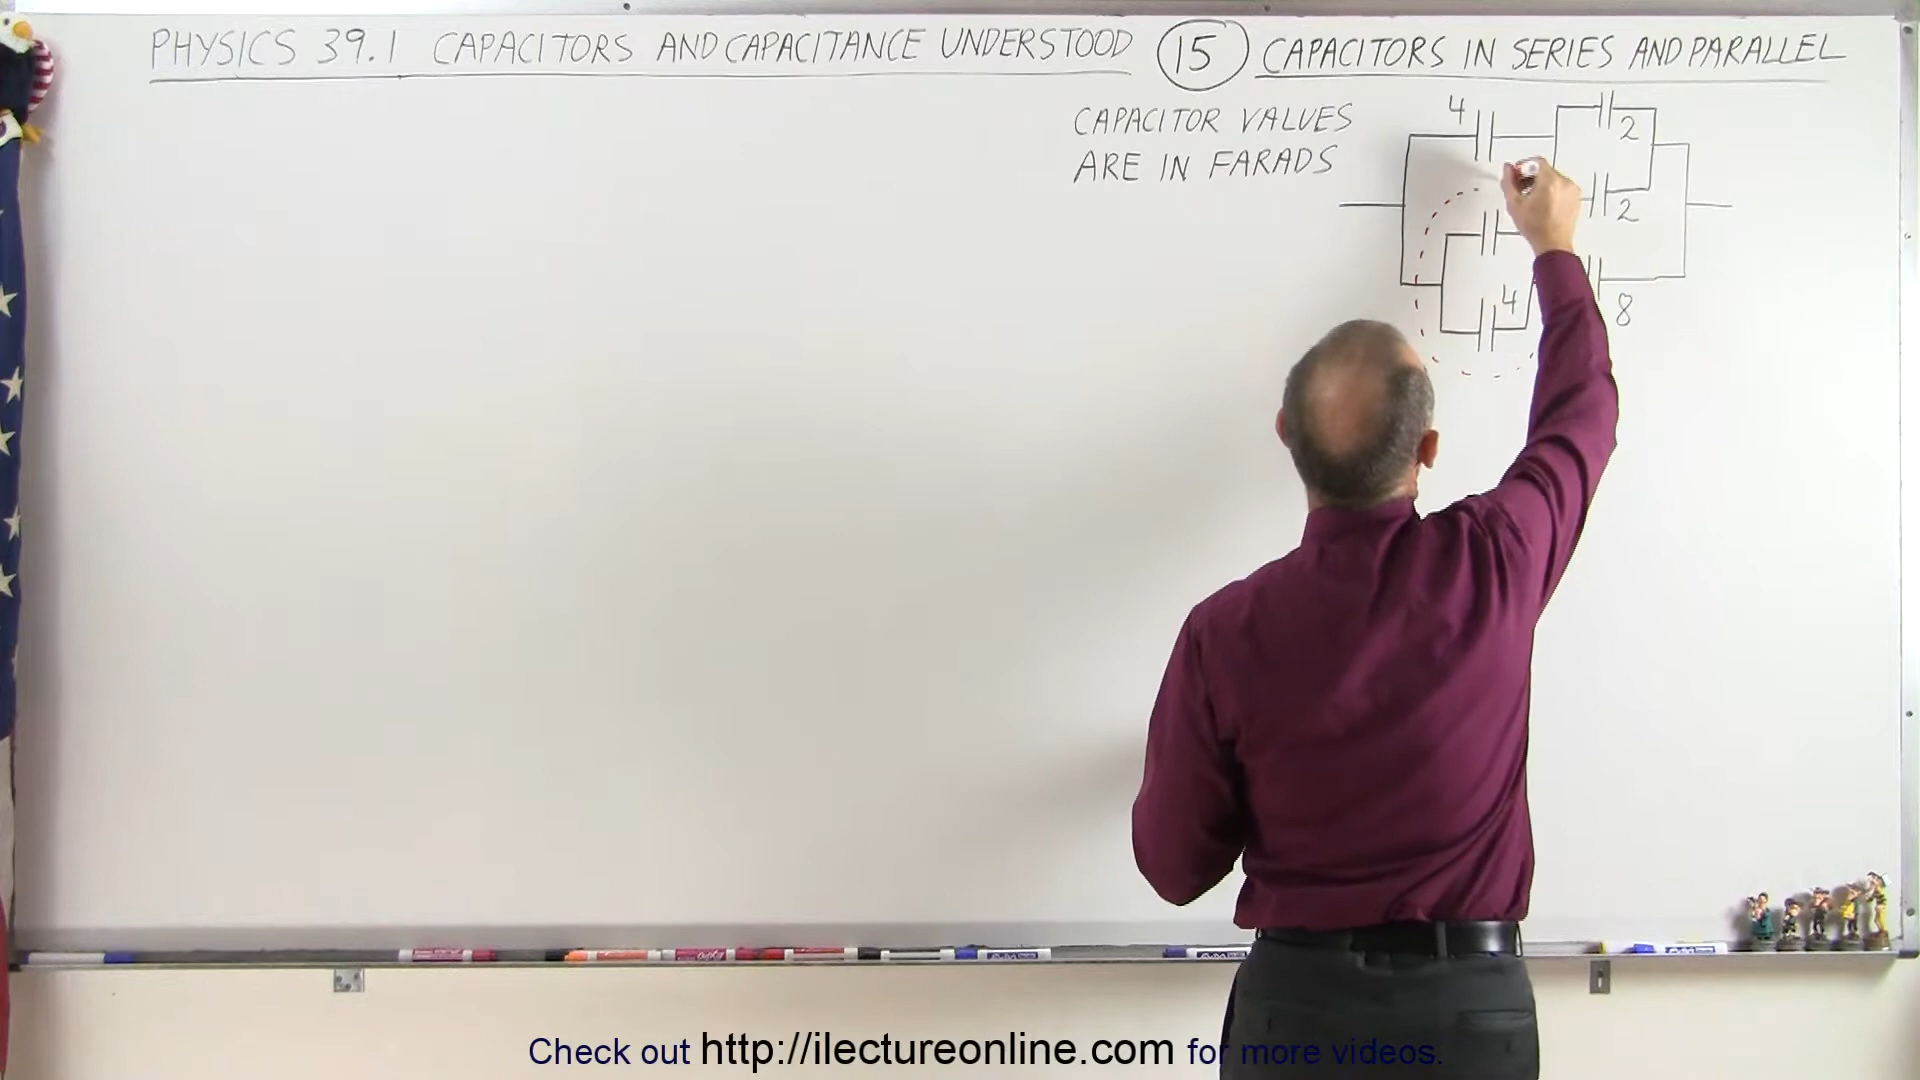 PHYSICS 39.1 CAPACITORS AND CAPACITANCE UNDERSTOOD 15 CAPACITORS IN SERIES AND PARALLEL
CAPACITOR VALUES
ARE IN FARADS
4
2
2
4
8
Check out http://ilectureonline.com for more videos.